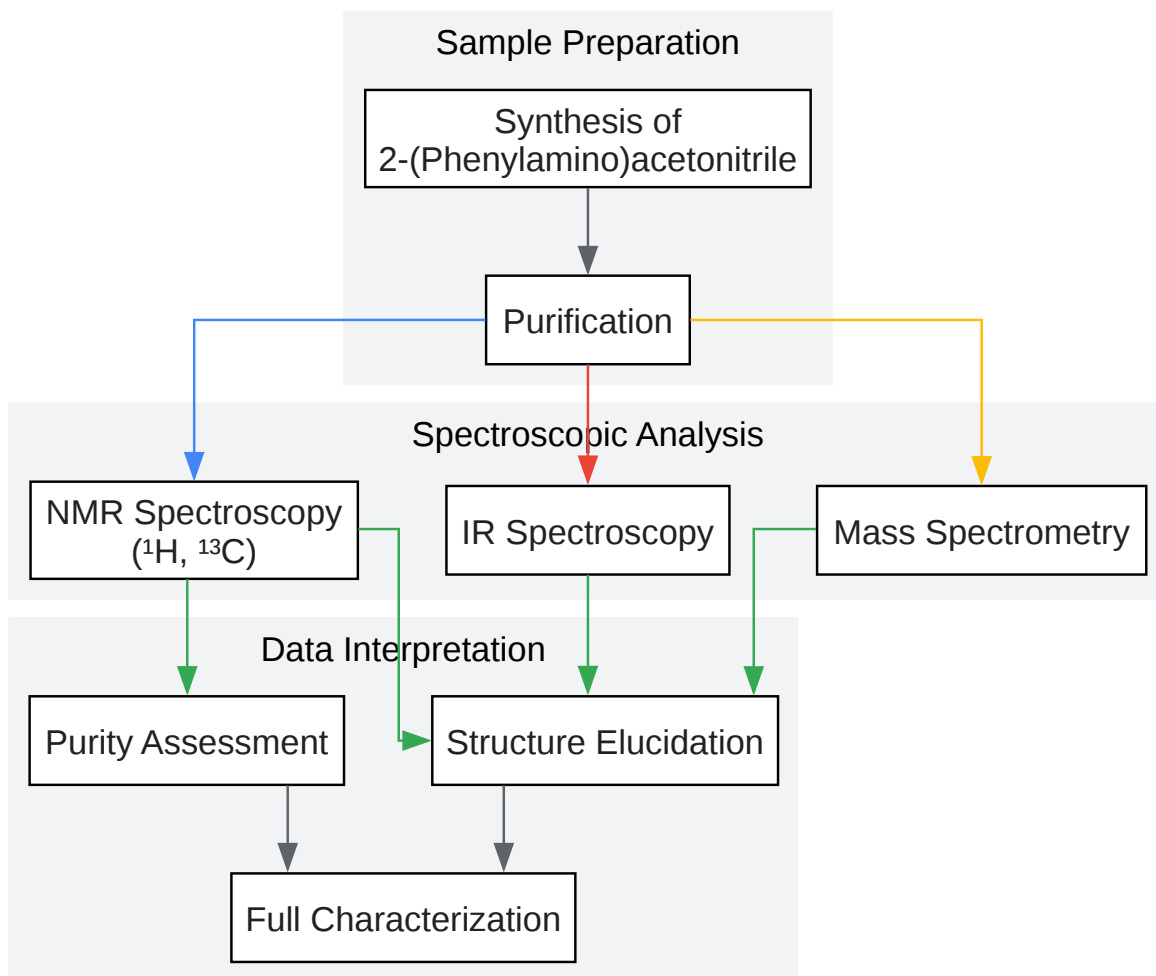 Sample Preparation
Synthesis of
2-(Phenylamino)acetonitrile
Purification
Spectroscopic Analysis
NMR Spectroscopy
(¹H, ¹³C)
IR Spectroscopy
Mass Spectrometry
Data Interpretation
Purity Assessment
Structure Elucidation
Full Characterization